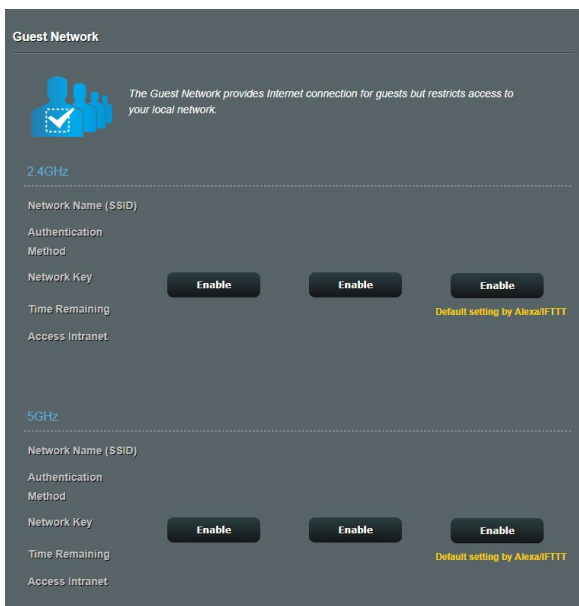 Guest Network
The Guest Network provides Internet connection for guests but restricts access to
your local network.
2.4GHz
Network Name (SSID)
Authentication
Method
Network Key
Enable Enable Enable
Time Remaining
Default setting by Alexa/IFTTT
Access Intranet
5GHz
Network Name (SSID)
Authentication
Method
Network Key
Enable Enable Enable
Time Remaining
Default setting by Alexa/IFTTT
Access Intranet